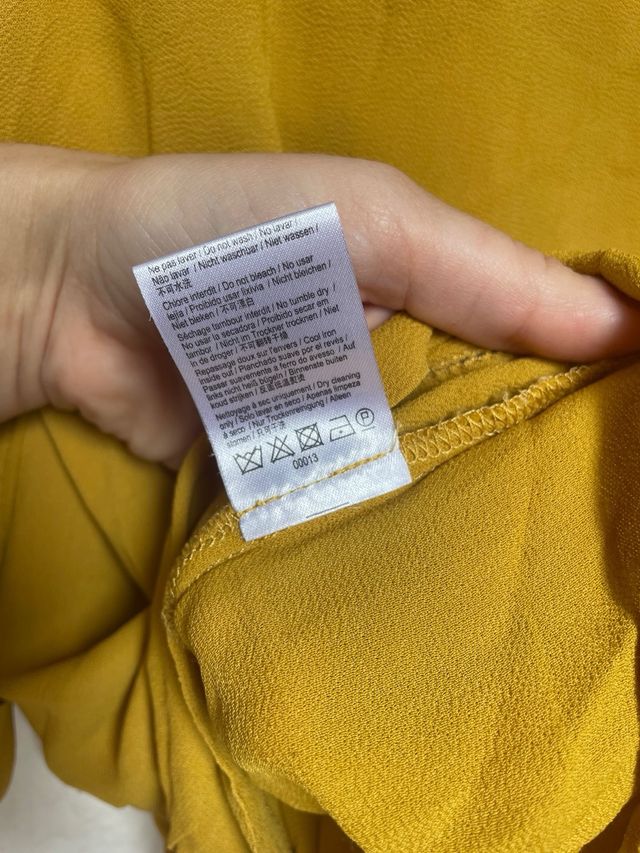 Ne pas laver / Do not wash / No lavar /
Não lavar / Nicht waschbar / Niet wassen /
不可水洗
Chlore interdit / Do not bleach / No usar
lejia / Proibido usar lixivia / Nicht bleichen /
Niet bleken / 不可漂白
Séchage tambour interdit / No tumble dry /
No usar la secadora / Proibido secar em
tambor / Nicht im Trockner trocknen / Niet
in de droger / 不可翻转干燥
Repassage doux sur l'envers / Cool iron
inside out / Planchado suave por el revés /
Passar suavemente a ferro do avesso / Auf
links nicht heiß bügeln / Binnenste buiten
koud strijken / 反面低温熨烫
Nettoyage à sec uniquement / Dry cleaning
only / Solo lavar en seco / Apenas limpeza
a seco / Nur Trockenreinigung / Alleen
stomen / 只可干洗
P
00013